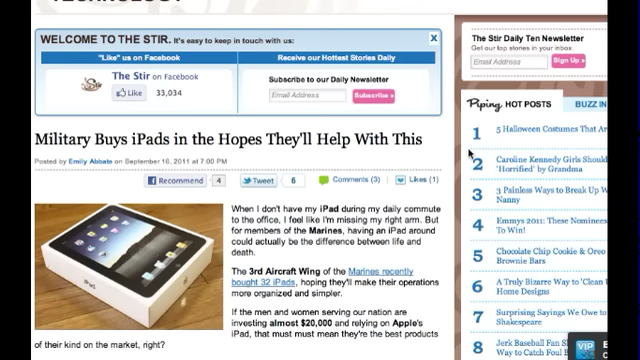 WELCOME TO THE STIR. It's easy to keep in touch with us:
X
"Like" us on Facebook
Receive our Hottest Stories Daily
The Stir on Facebook
Like 33,034
Subscribe to our Daily Newsletter
Email Address
Subscribe »
Military Buys iPads in the Hopes They'll Help With This
Posted by Emily Abbate on September 16, 2011 at 7:00 PM
Recommend 4
Tweet 6
Comments (3)
Likes (1)
iPad
When I don't have my iPad during my daily commute
to the office, I feel like I'm missing my right arm. But
for members of the Marines, having an iPad around
could actually be the difference between life and
death.
The 3rd Aircraft Wing of the Marines recently
bought 32 iPads, hoping they'll make their operations
more organized and simpler.
If the men and women serving our nation are
investing almost $20,000 and relying on Apple's
iPad, that must must mean they're the best products
of their kind on the market, right?
The Stir Daily Ten Newsletter
Get our top stories in your inbox.
Email Address
Sign Up »
Piping HOT POSTS
BUZZ IN
1 5 Halloween Costumes That Ar
2 Caroline Kennedy Girls Should
'Horrified' by Grandma
3 3 Painless Ways to Break Up W
Nanny
4 Emmys 2011: These Nominees
To Win!
5 Chocolate Chip Cookie & Oreo
Brownie Bars
6 A Truly Bizarre Way to 'Clean U
Home Designs
7 Surprising Sayings We Owe to
Shakespeare
8 Jerk Baseball Fan S
Way to Catch Foul B
VIP